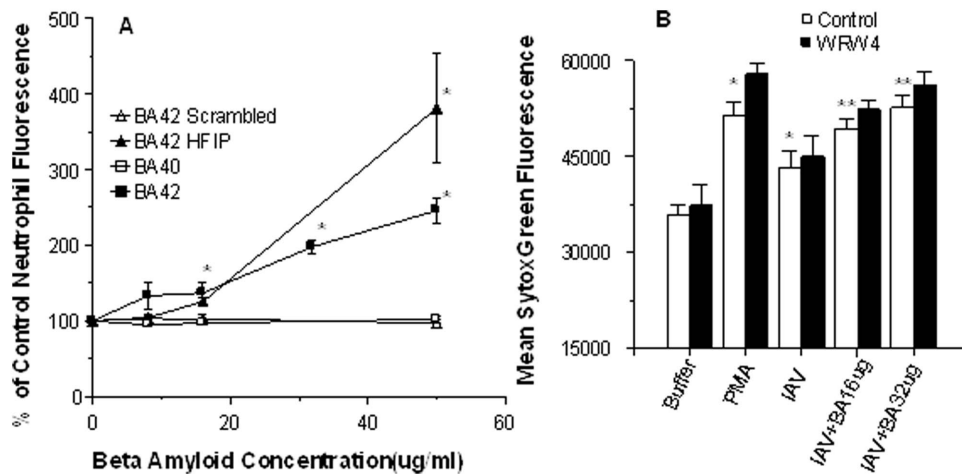 A
% of Control Neutrophil Fluorescence
500
400
300
200
100
0
BA42 Scrambled
BA42 HFIP
BA40
BA42
*
*
*
*
0
20
40
60
Beta Amyloid Concentration(ug/ml)
B
Control
WRW4
Mean SytoxGreen Fluorescence
60000
45000
30000
15000
*
*
**
**
Buffer
PMA
IAV
IAV+BA16ug
IAV+BA32ug